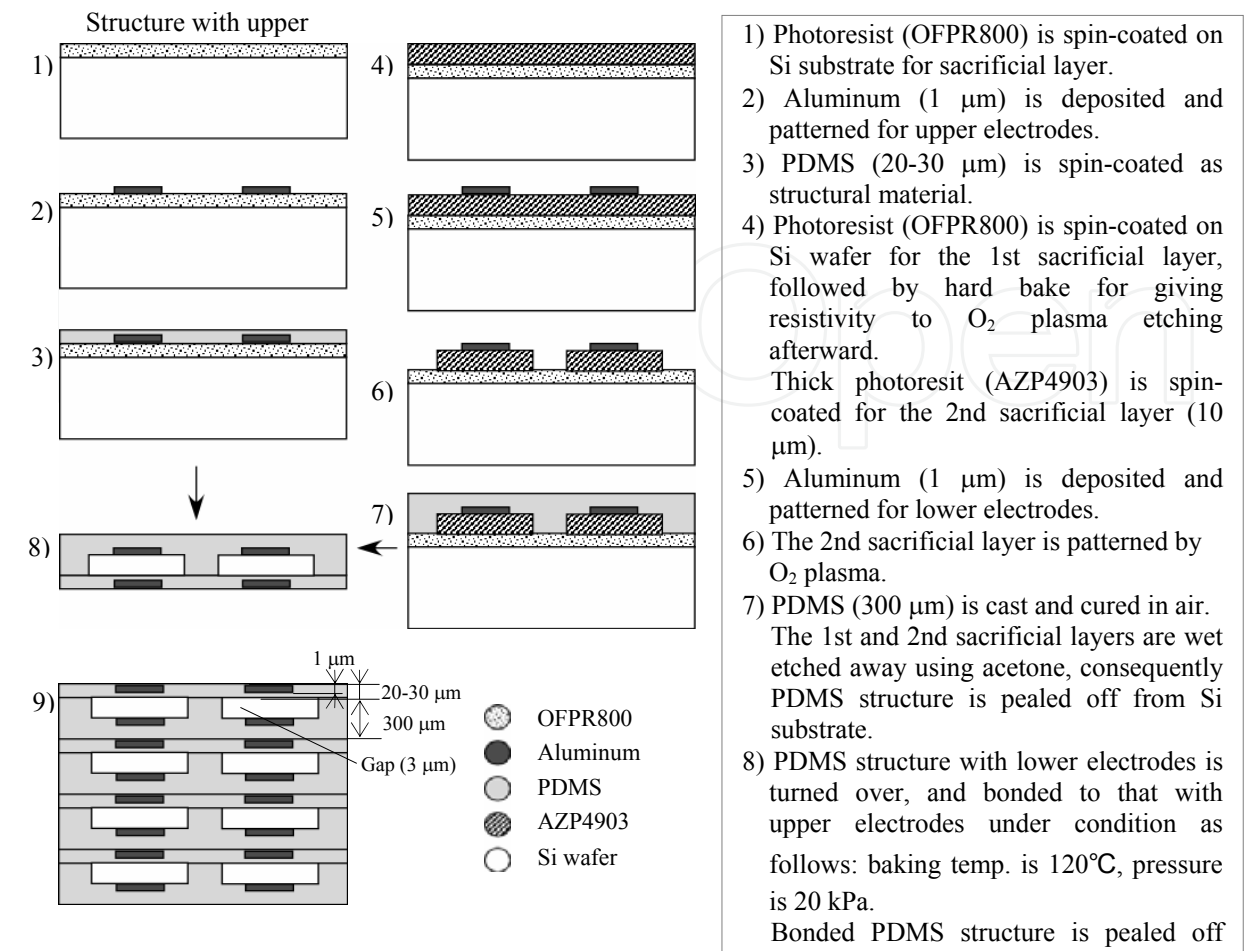 Structure with upper
1)
2)
3)
4)
5)
6)
7)
8)
9)
1 μm
20-30 μm
300 μm
Gap (3 μm)
OFPR800
Aluminum
PDMS
AZP4903
Si wafer
1) Photoresist (OFPR800) is spin-coated on
Si substrate for sacrificial layer.
2) Aluminum (1 μm) is deposited and
patterned for upper electrodes.
3) PDMS (20-30 μm) is spin-coated as
structural material.
4) Photoresist (OFPR800) is spin-coated on
Si wafer for the 1st sacrificial layer,
followed by hard bake for giving
resistivity to O₂ plasma etching
afterward.
Thick photoresit (AZP4903) is spin-
coated for the 2nd sacrificial layer (10
μm).
5) Aluminum (1 μm) is deposited and
patterned for lower electrodes.
6) The 2nd sacrificial layer is patterned by
O₂ plasma.
7) PDMS (300 μm) is cast and cured in air.
The 1st and 2nd sacrificial layers are wet
etched away using acetone, consequently
PDMS structure is pealed off from Si
substrate.
8) PDMS structure with lower electrodes is
turned over, and bonded to that with
upper electrodes under condition as
follows: baking temp. is 120℃, pressure
is 20 kPa.
Bonded PDMS structure is pealed off
Open